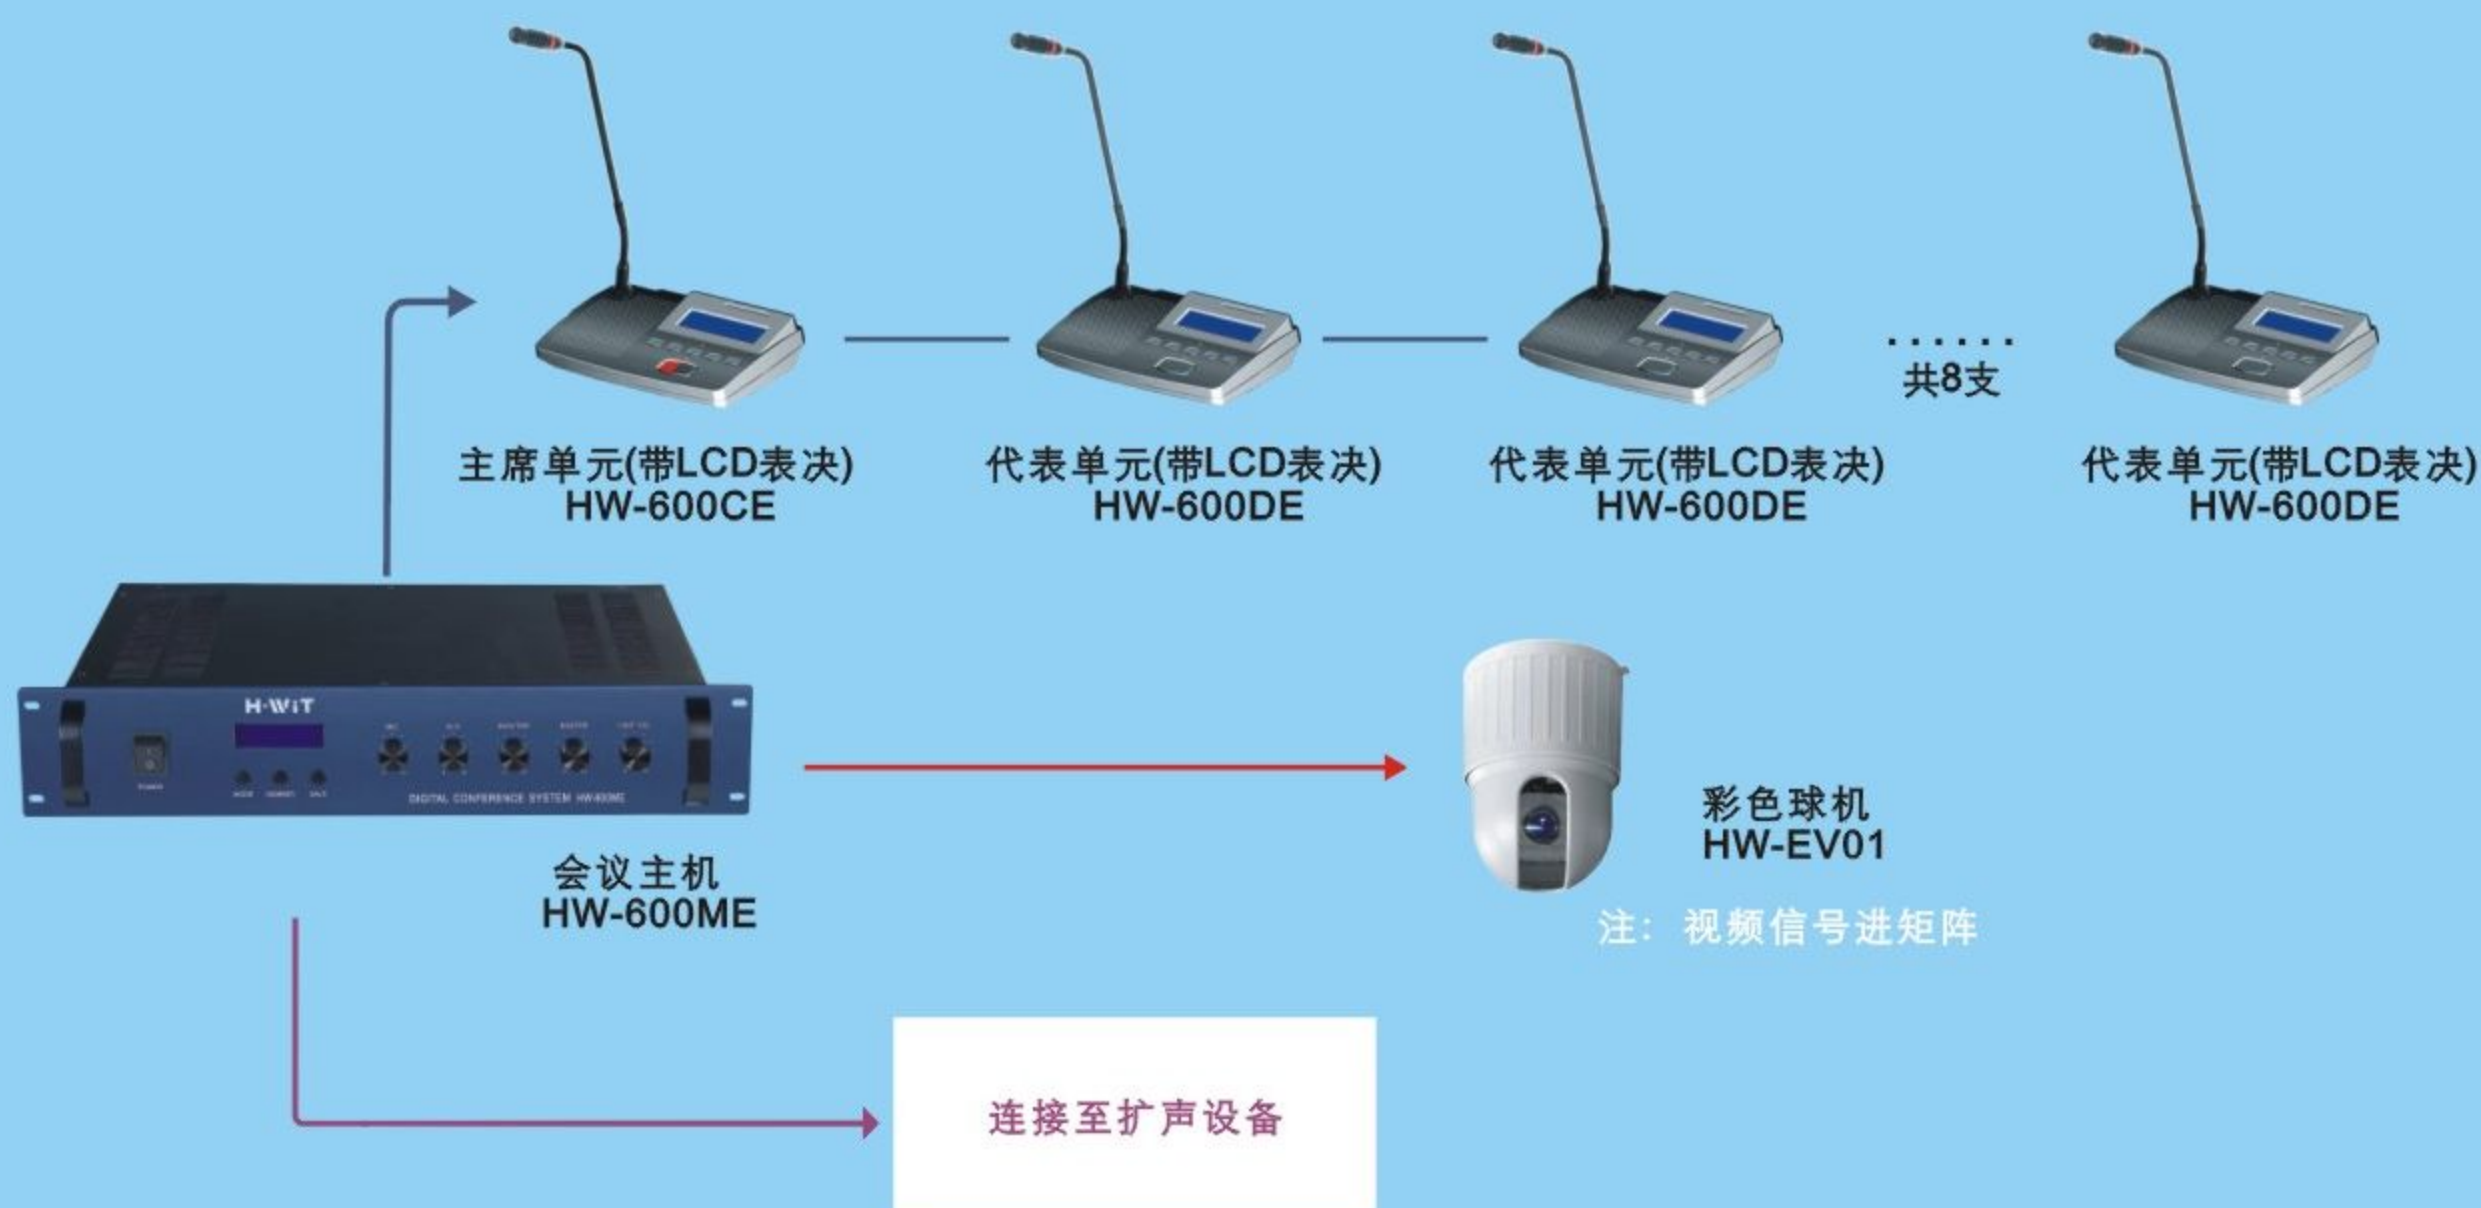 ······
共8支
主席单元(带LCD表决)
HW-600CE
代表单元(带LCD表决)
HW-600DE
代表单元(带LCD表决)
HW-600DE
代表单元(带LCD表决)
HW-600DE
H-WiT
POWER
DIGITAL CONFERENCE SYSTEM
会议主机
HW-600ME
彩色球机
HW-EV01
注：视频信号进矩阵
连接至扩声设备